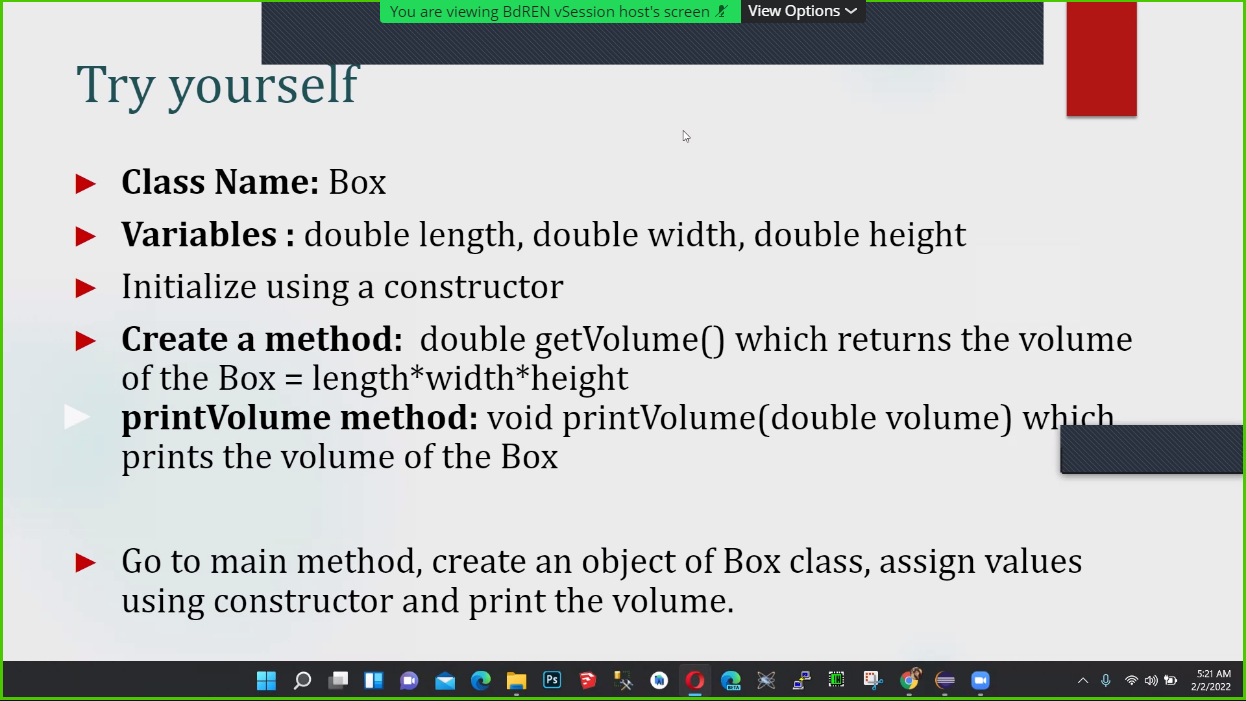 You are viewing BdREN vSession host's screen
View Options
Try yourself
Class Name: Box
Variables : double length, double width, double height
Initialize using a constructor
Create a method: double getVolume() which returns the volume
of the Box = length*width*height
printVolume method: void printVolume(double volume) which
prints the volume of the Box
Go to main method, create an object of Box class, assign values
using constructor and print the volume.
Ps
BETA
5:21 AM
2/2/2022